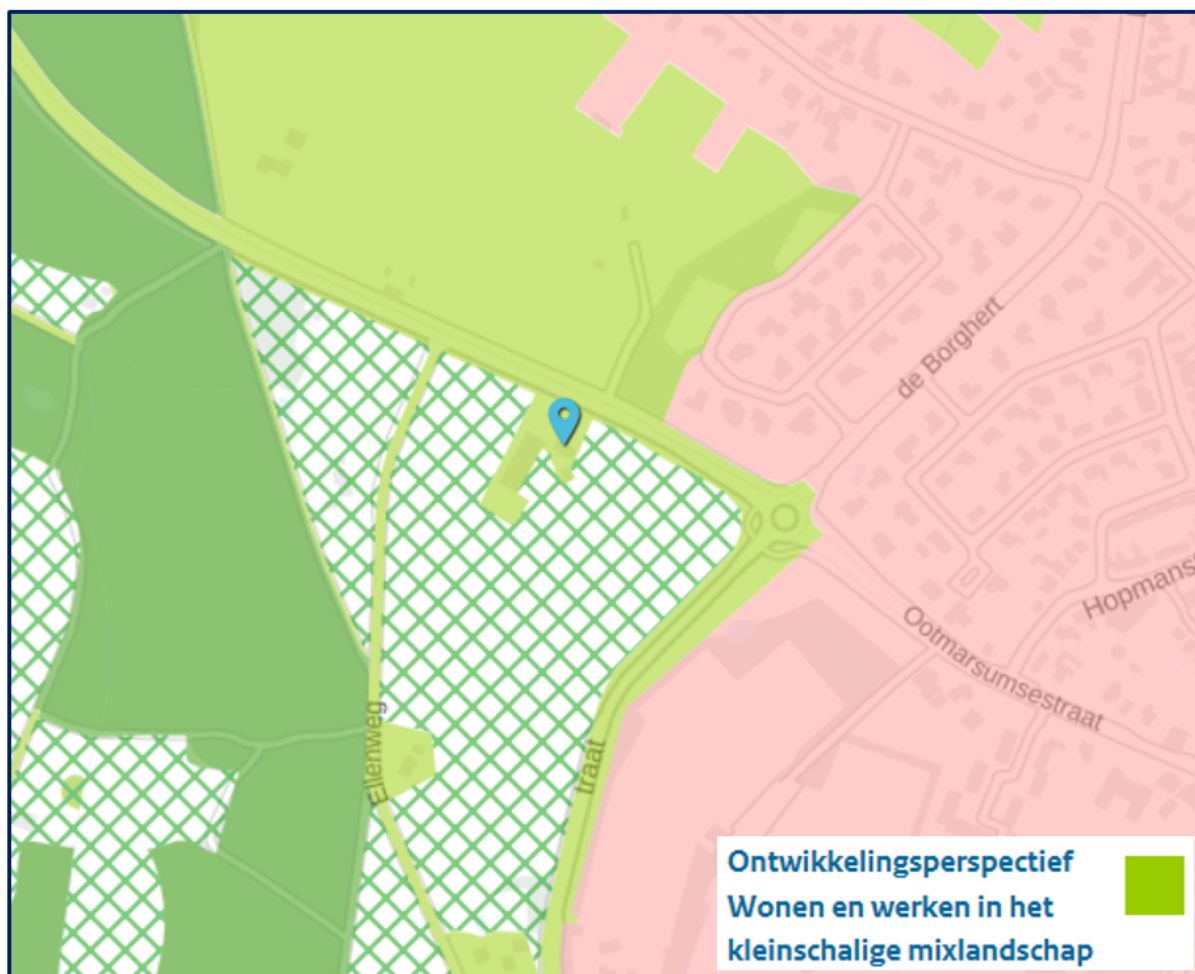 de Borghert
Hopmans
Ootmarsumsestraat
Ellenweg
traat
Ontwikkelingsperspectief
Wonen en werken in het
kleinschalige mixlandschap